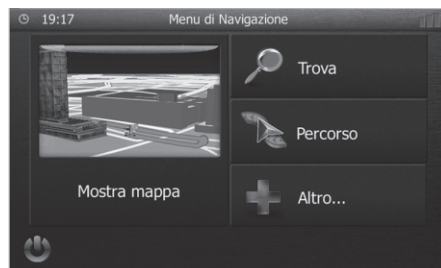 19:17 Menu di Navigazione
Trova
Percorso
Mostra mappa
Altro...